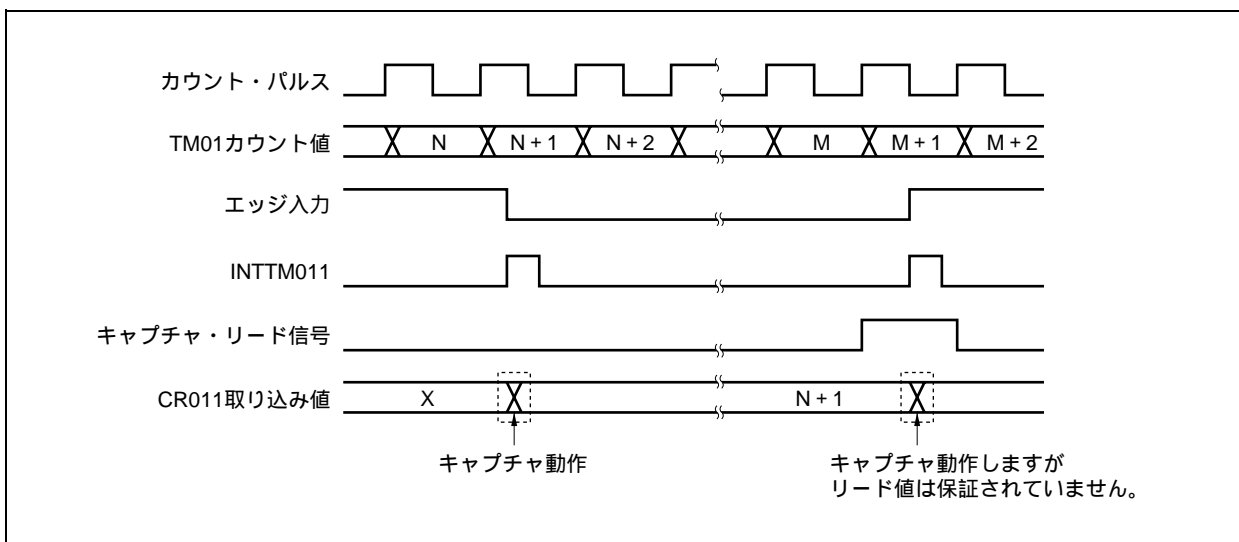 カウント・パルス
TM01カウント値 N N + 1 N + 2 M M + 1 M + 2
エッジ入力
INTTM011
キャプチャ・リード信号
CR011取り込み値 X N + 1
キャプチャ動作
キャプチャ動作しますが
リード値は保証されていません。